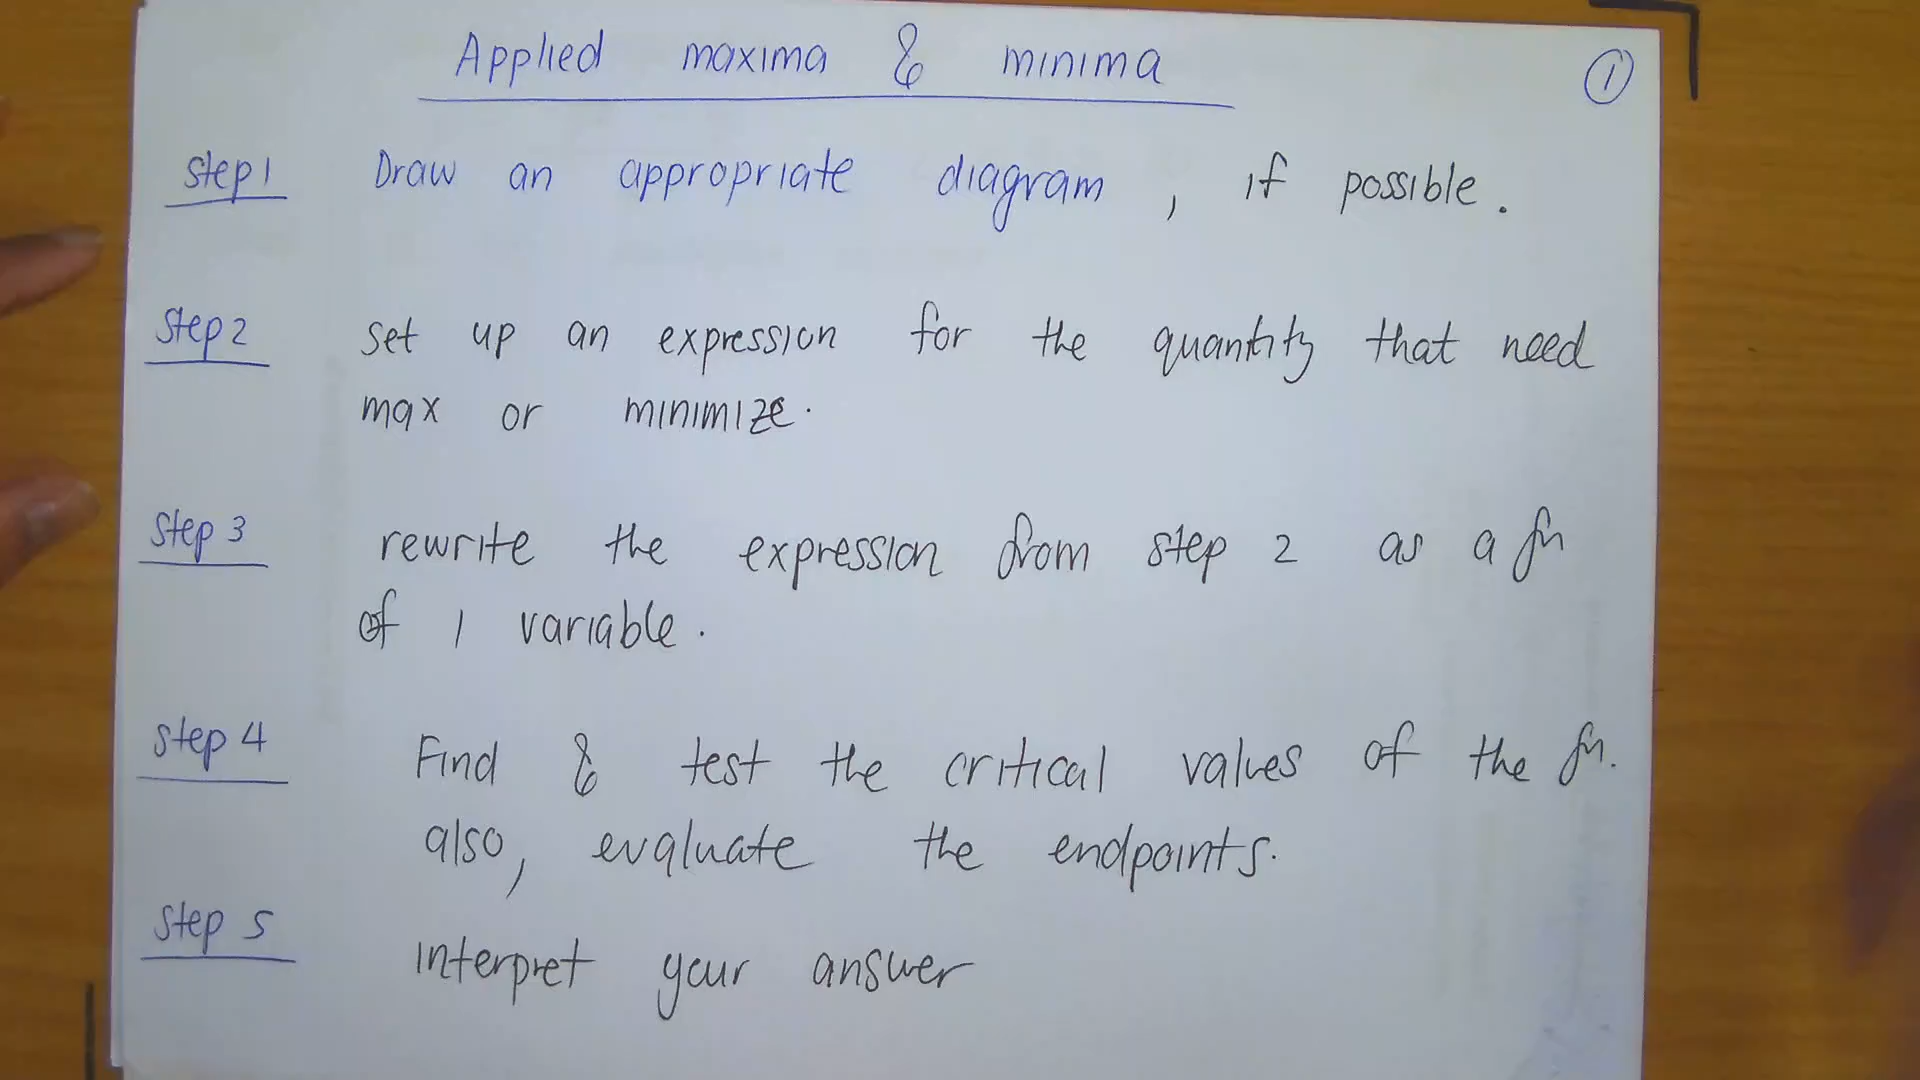 Applied maxima & minima
1
Step 1 Draw an appropriate diagram, if possible.
Step 2 Set up an expression for the quantity that need
max or minimize.
Step 3 rewrite the expression from step 2 as a fn
of 1 variable.
Step 4 Find & test the critical values of the fn.
also, evaluate the endpoints.
Step 5 interpret your answer